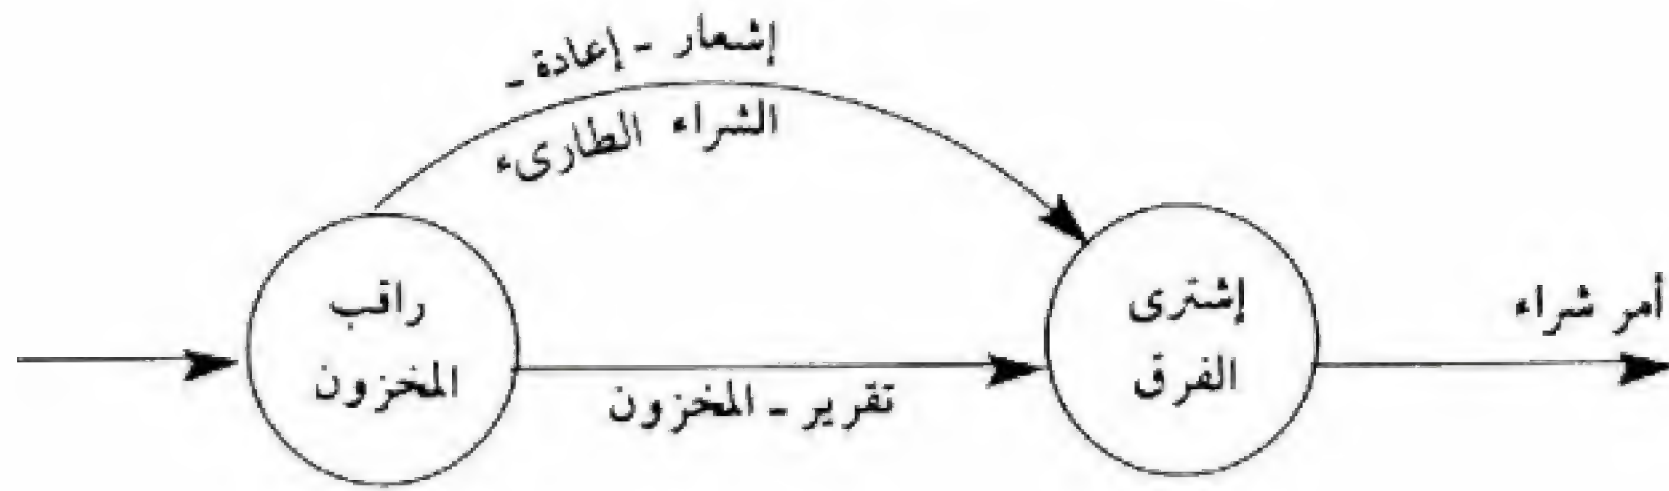 إشعار - إعادة -
الشراء الطارىء
راقب
المخزون
تقرير - المخزون
إشترى
الفرق
أمر شراء